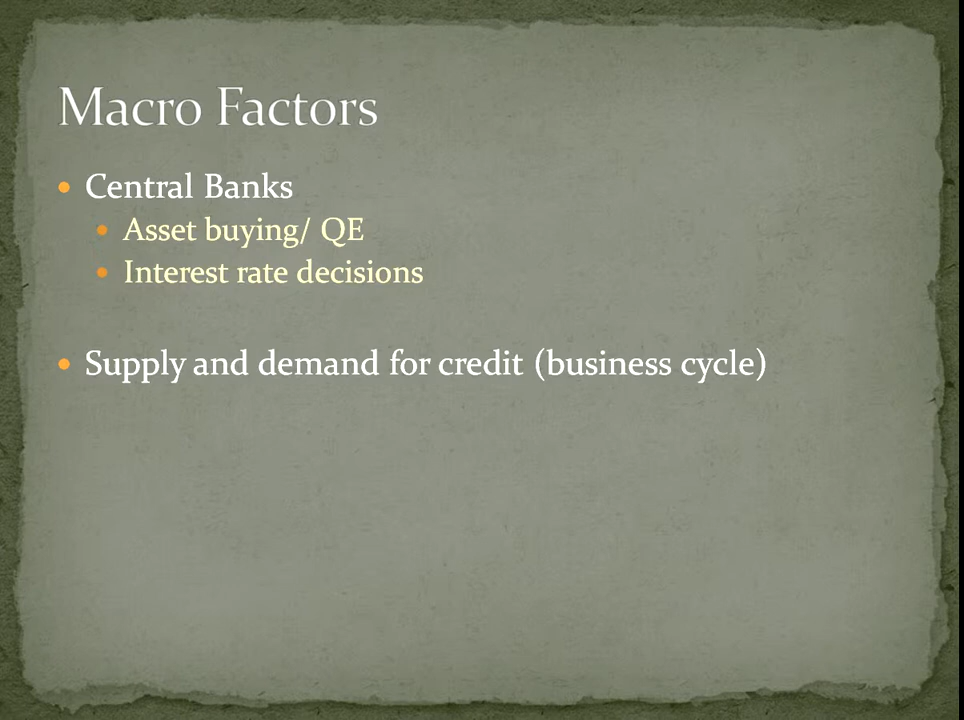 Macro Factors
Central Banks
Asset buying/ QE
Interest rate decisions
Supply and demand for credit (business cycle)